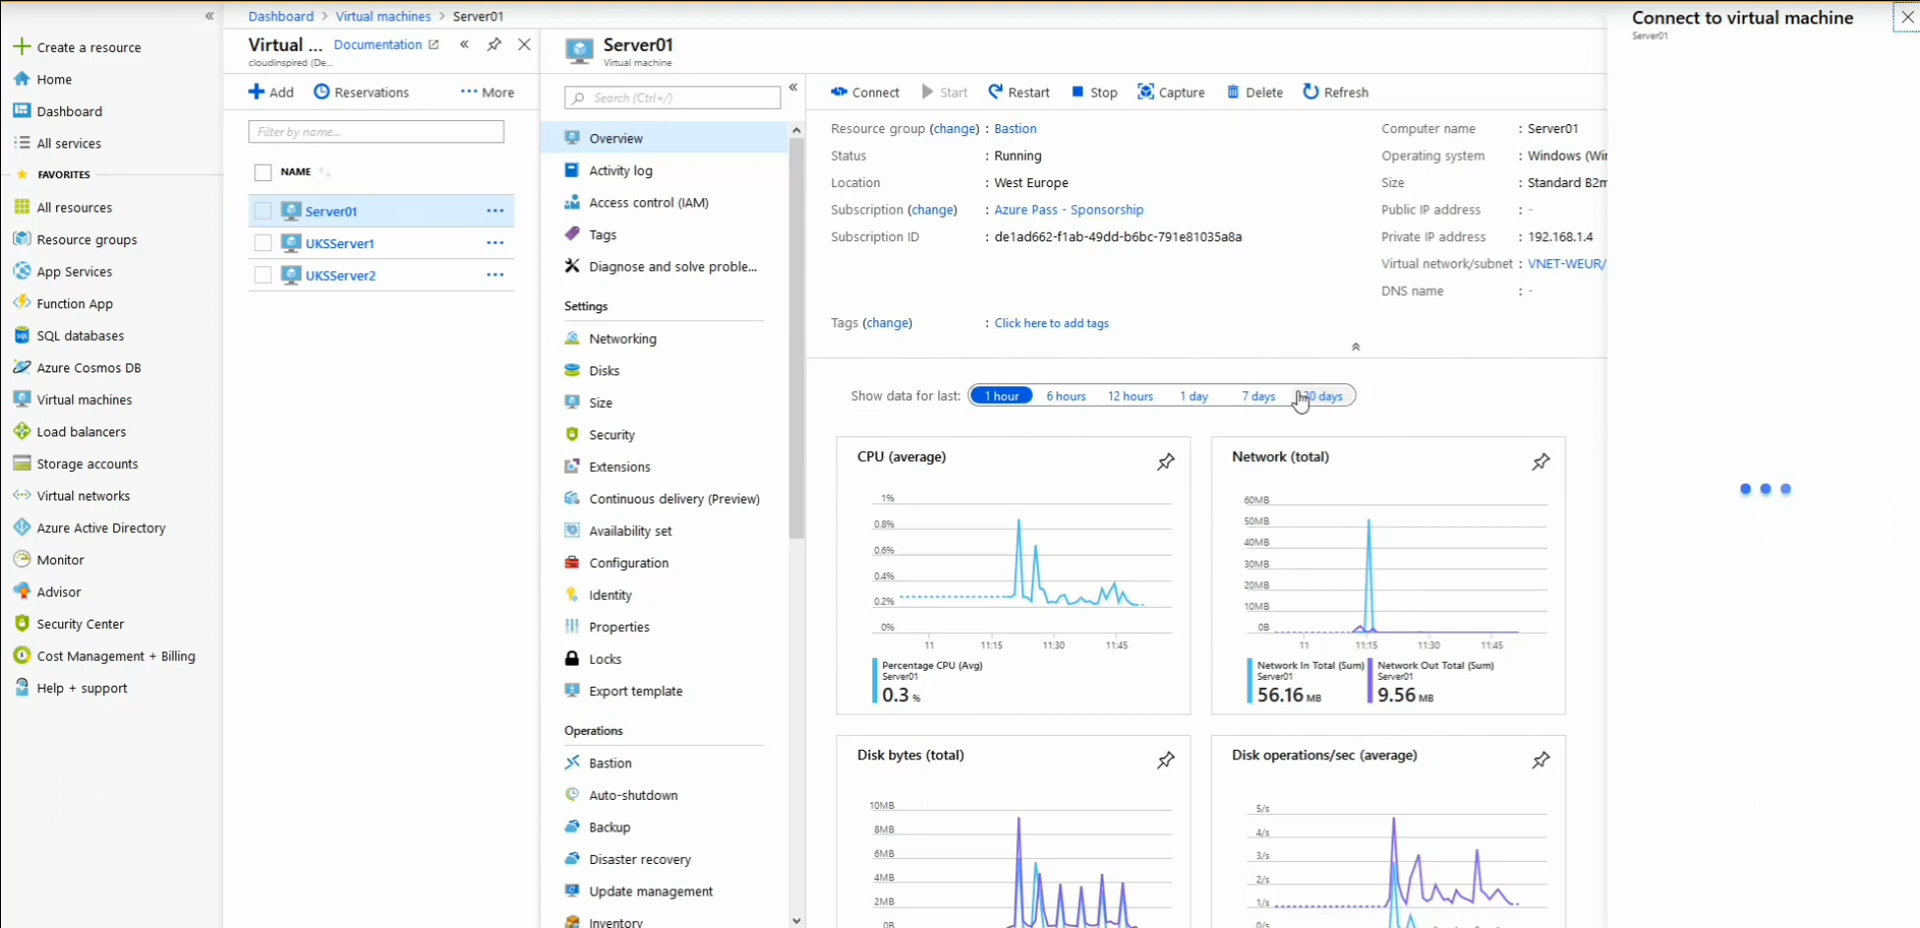 Create a resource
Home
Dashboard
All services
FAVORITES
All resources
Resource groups
App Services
Function App
SQL databases
Azure Cosmos DB
Virtual machines
Load balancers
Storage accounts
Virtual networks
Azure Active Directory
Monitor
Advisor
Security Center
Cost Management + Billing
Help + support
Dashboard > Virtual machines > Server01
Virtual ... Documentation
cloudinspired (De...
Add Reservations ... More
Filter by name...
NAME
Server01
UKSServer1
UKSServer2
Server01
Virtual machine
Search (Ctrl+/)
Overview
Activity log
Access control (IAM)
Tags
Diagnose and solve proble...
Settings
Networking
Disks
Size
Security
Extensions
Continuous delivery (Preview)
Availability set
Configuration
Identity
Properties
Locks
Export template
Operations
Bastion
Auto-shutdown
Backup
Disaster recovery
Update management
Inventory
Connect Start Restart Stop Capture Delete Refresh
Resource group (change) : Bastion
Status : Running
Location : West Europe
Subscription (change) : Azure Pass - Sponsorship
Subscription ID : de1ad662-f1ab-49dd-b6bc-791e81035a8a
Computer name : Server01
Operating system : Windows (Wi
Size : Standard B2m
Public IP address : -
Private IP address : 192.168.1.4
Virtual network/subnet : VNET-WEUR/
DNS name : -
Tags (change) : Click here to add tags
Show data for last: 1 hour 6 hours 12 hours 1 day 7 days 30 days
CPU (average)
1%
0.8%
0.6%
0.4%
0.2%
0%
11 11:15 11:30 11:45
Percentage CPU (Avg)
Server01
0.3 %
Network (total)
60MB
50MB
40MB
30MB
20MB
10MB
0B
11 11:15 11:30 11:45
Network In Total (Sum)
Server01
56.16 MB
Network Out Total (Sum)
Server01
9.56 MB
Disk bytes (total)
10MB
8MB
6MB
4MB
2MB
0B
Disk operations/sec (average)
5/s
4/s
3/s
2/s
1/s
0/s
Connect to virtual machine
Server01